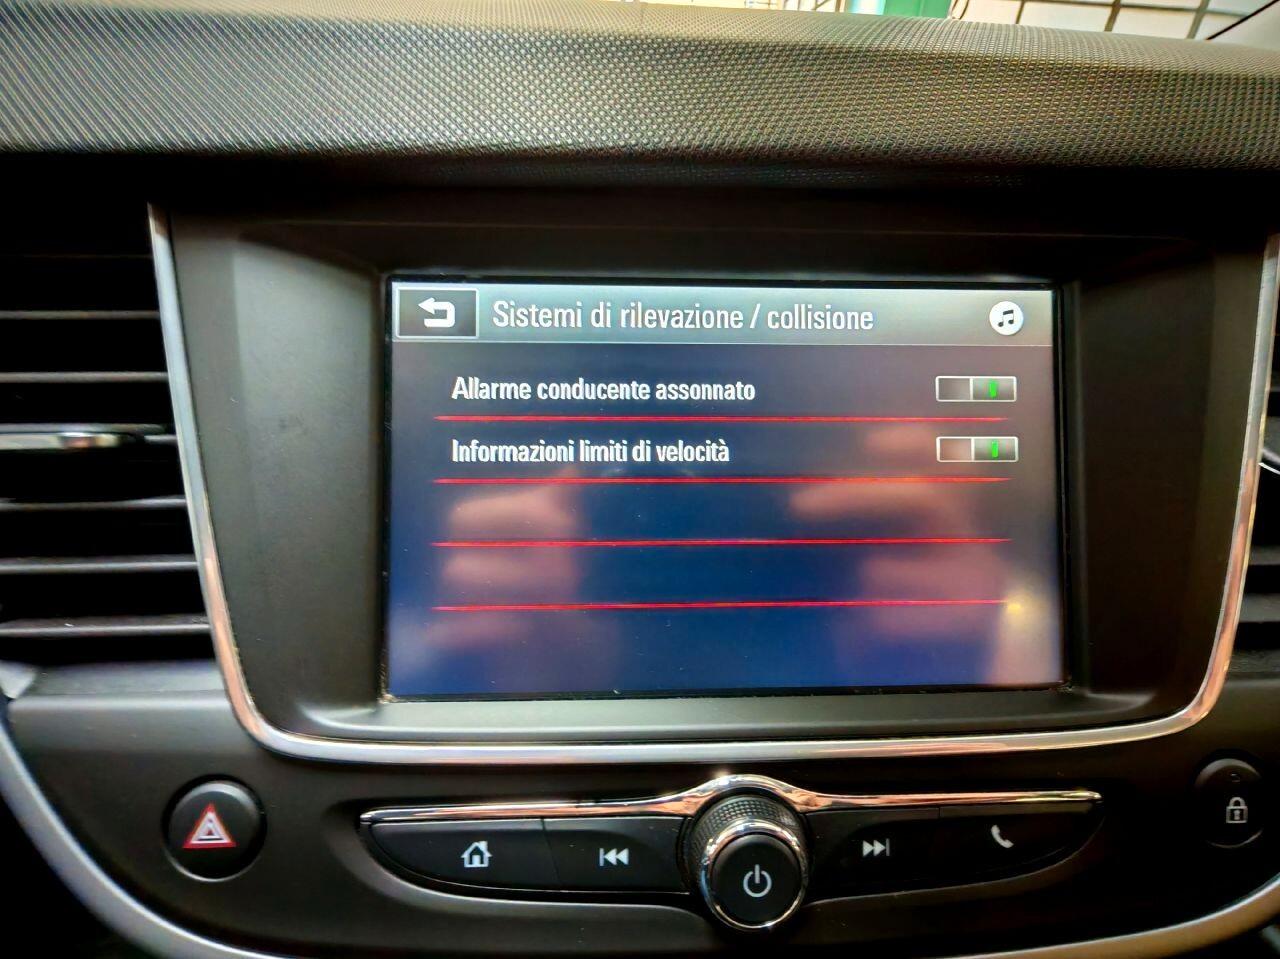 Sistemi di rilevazione / collisione
Allarme conducente assonnato
Informazioni limiti di velocità